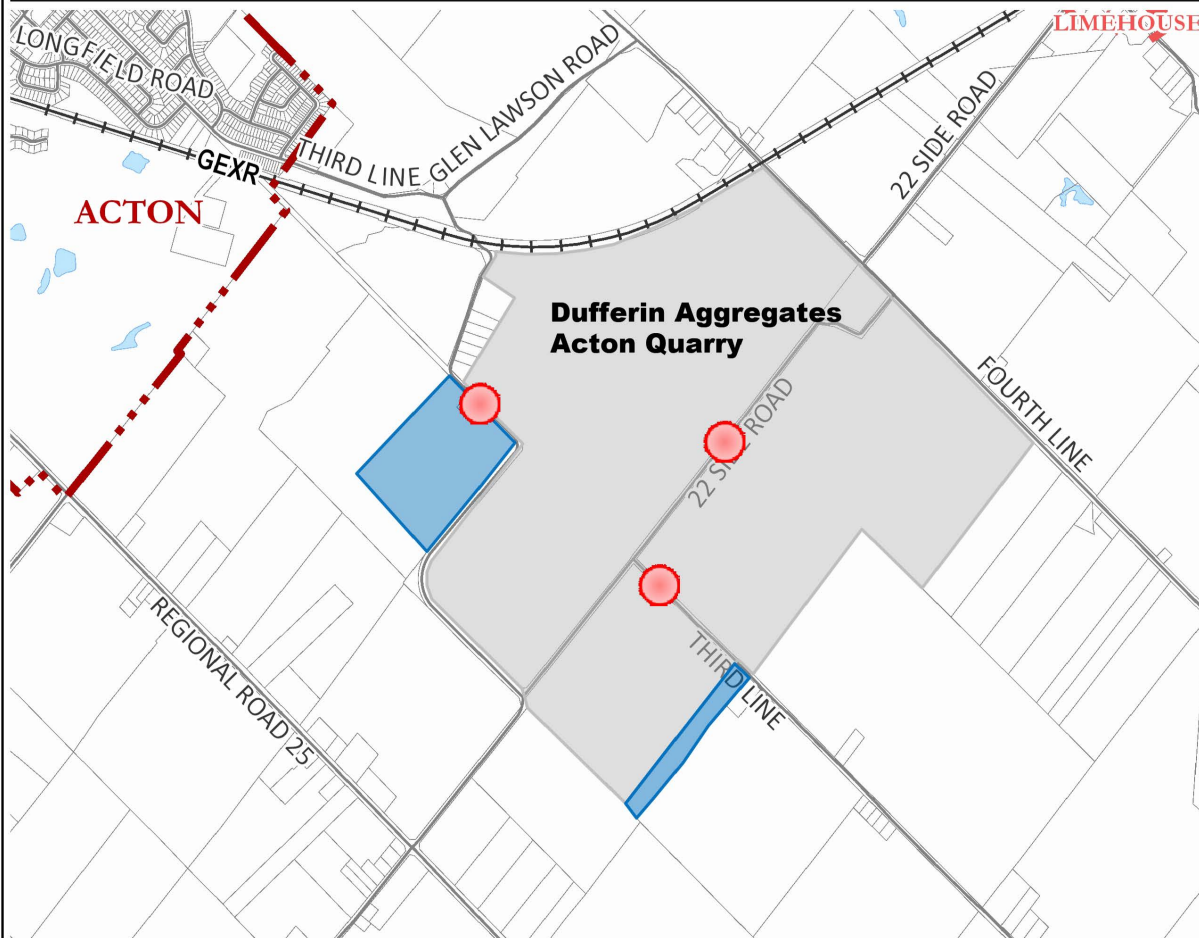 LIMEHOUSE
LONGFIELD ROAD
GLEN LAWSON ROAD
22 SIDE ROAD
THIRD LINE
GEXR
ACTON
Dufferin Aggregates
Acton Quarry
FOURTH LINE
22 SIDE ROAD
REGIONAL ROAD 25
THIRD LINE